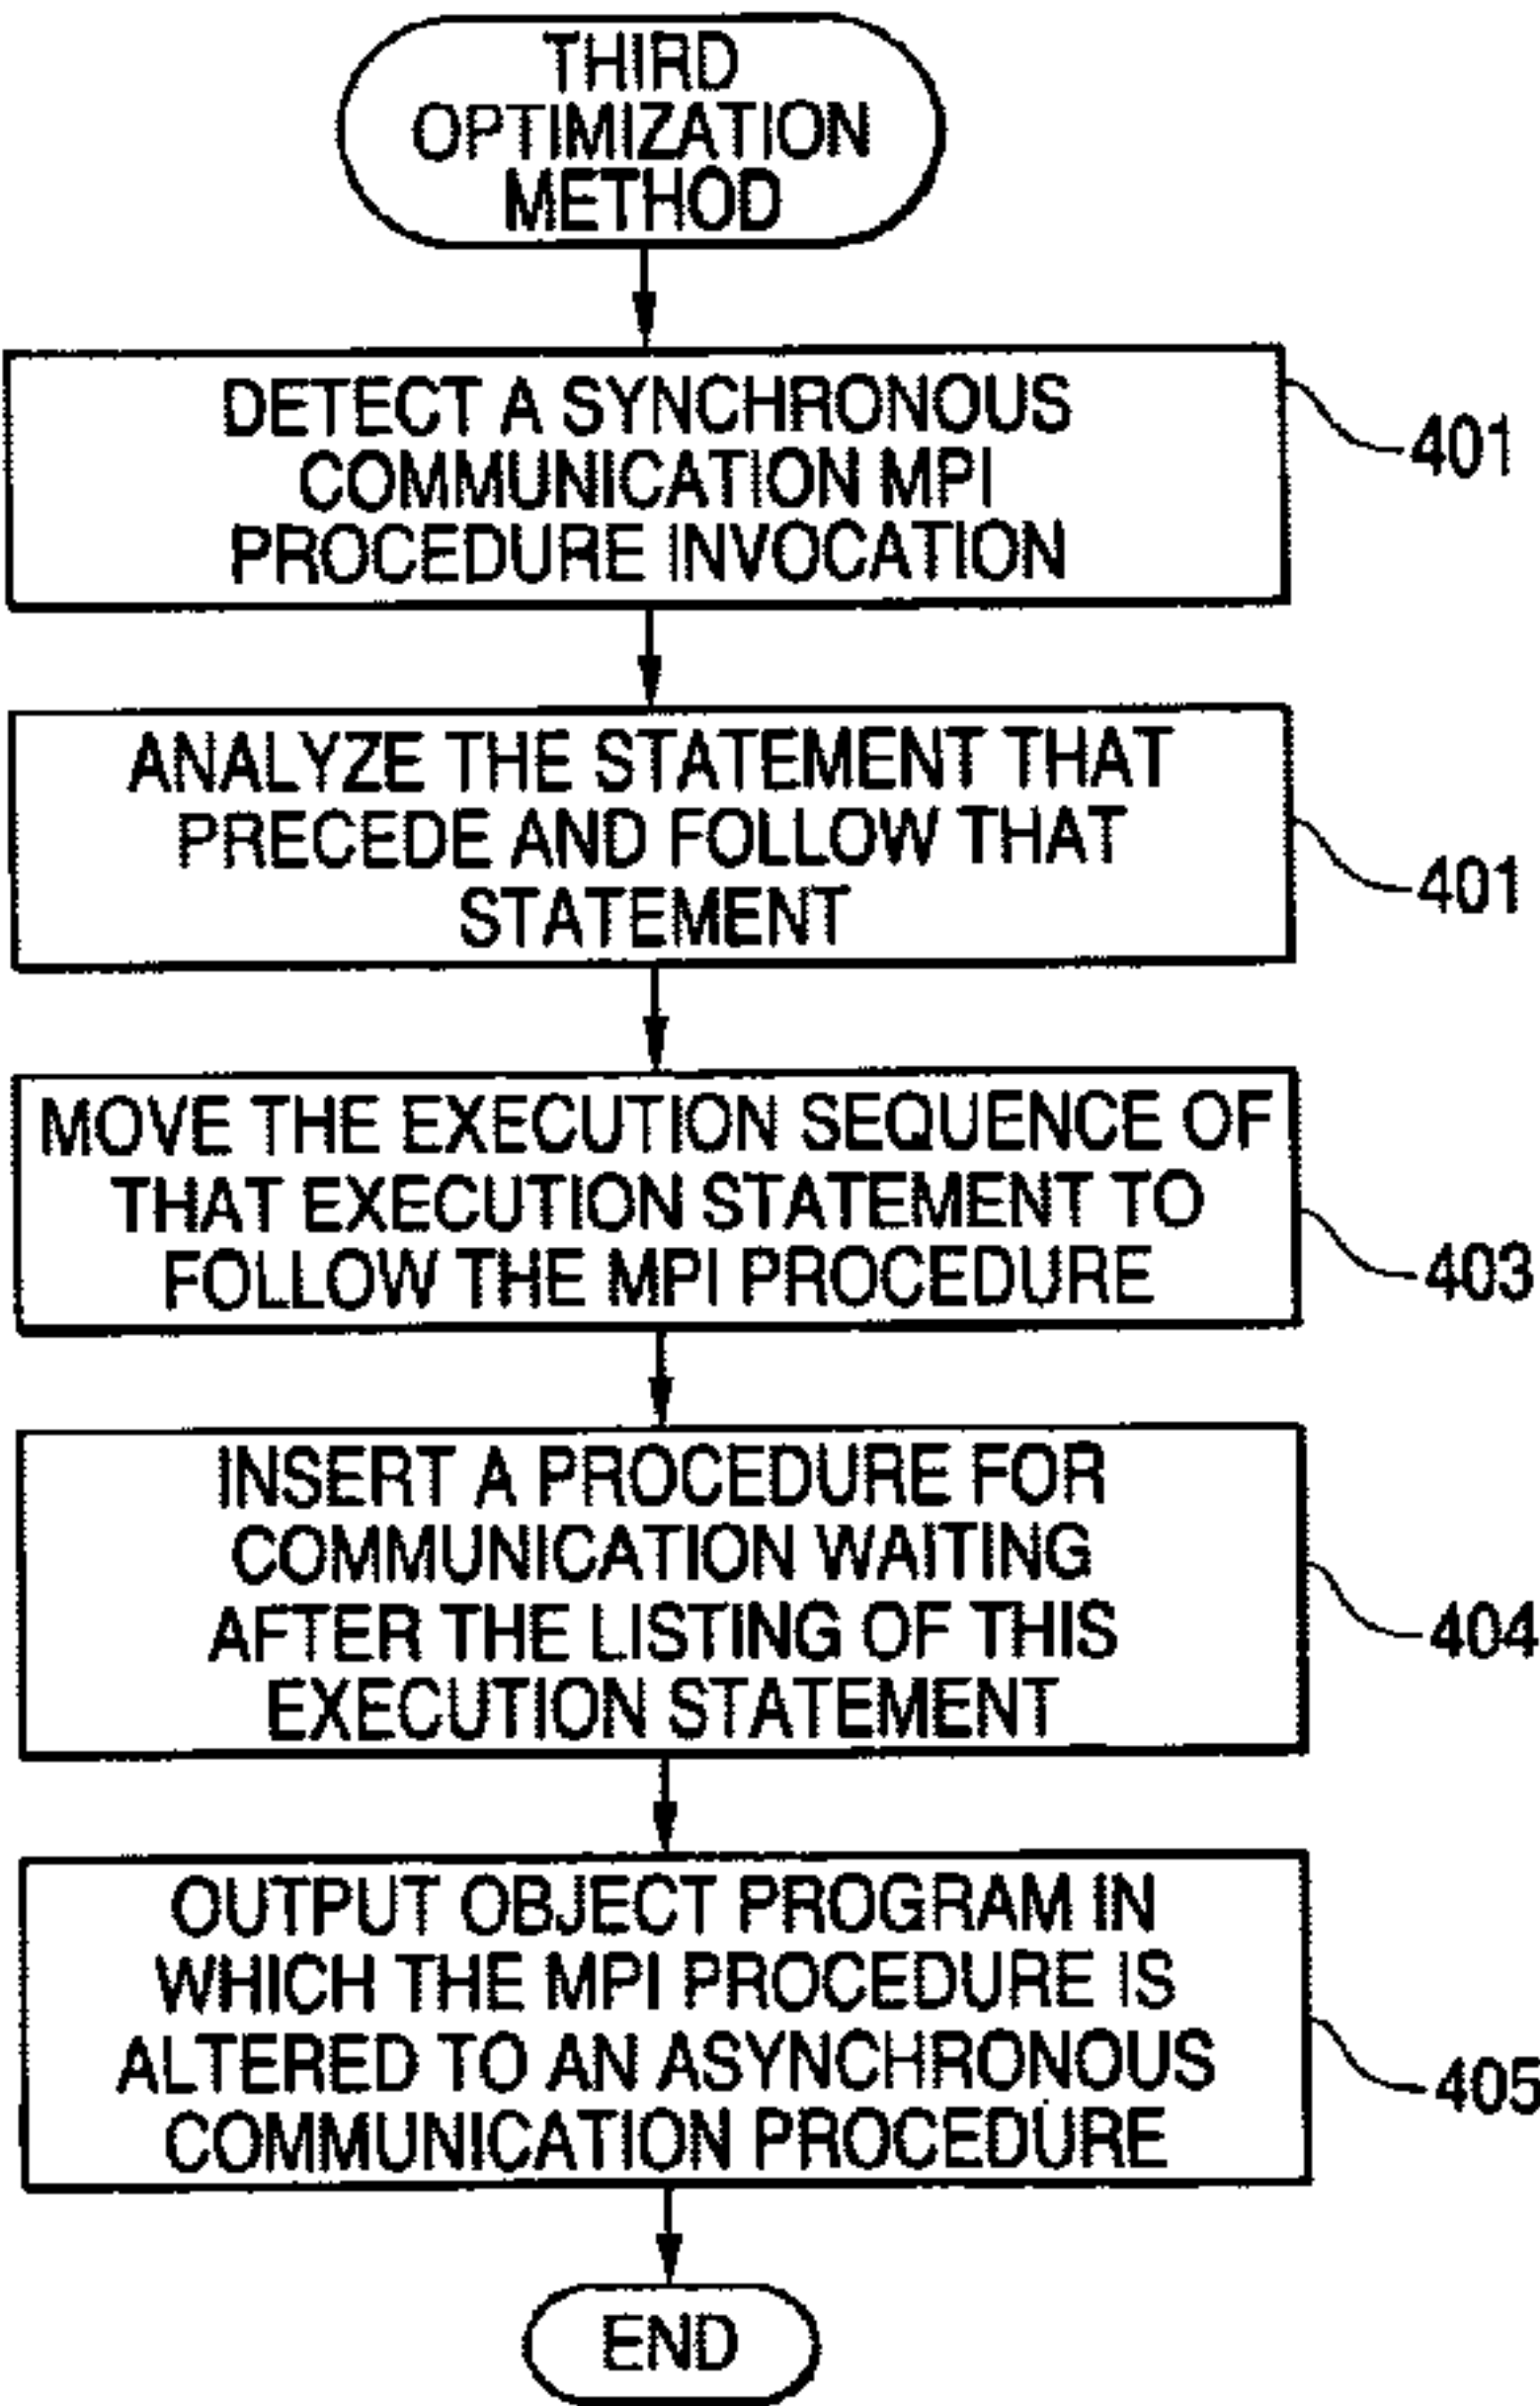 THIRD
OPTIMIZATION
METHOD
DETECT A SYNCHRONOUS
COMMUNICATION MPI
PROCEDURE INVOCATION
401
ANALYZE THE STATEMENT THAT
PRECEDE AND FOLLOW THAT
STATEMENT
401
MOVE THE EXECUTION SEQUENCE OF
THAT EXECUTION STATEMENT TO
FOLLOW THE MPI PROCEDURE
403
INSERT A PROCEDURE FOR
COMMUNICATION WAITING
AFTER THE LISTING OF THIS
EXECUTION STATEMENT
404
OUTPUT OBJECT PROGRAM IN
WHICH THE MPI PROCEDURE IS
ALTERED TO AN ASYNCHRONOUS
COMMUNICATION PROCEDURE
405
END